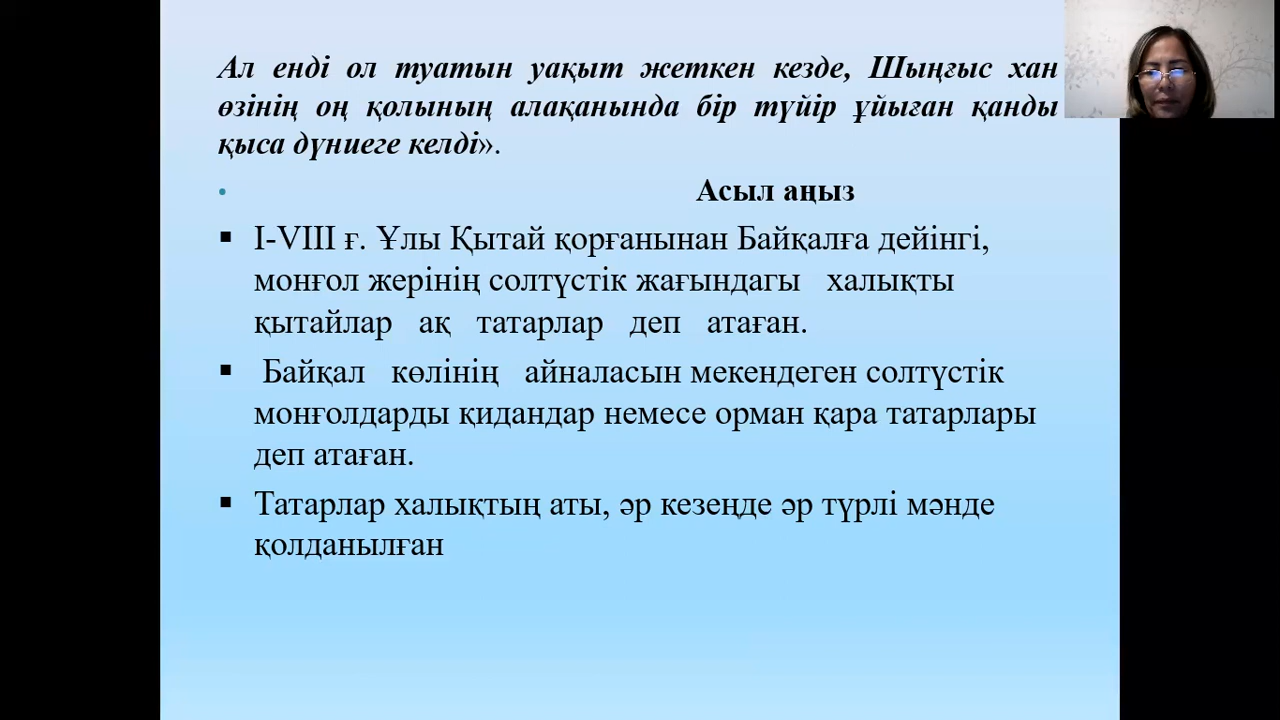 Ал енді ол туатын уақыт жеткен кезде, Шыңғыс хан
өзінің оң қолының алақанында бір түйір ұйыған қанды
қыса дүниеге келді».
• Асыл аңыз
▪ I-VIII ғ. Ұлы Қытай қорғанынан Байқалға дейінгі,
монғол жерінің солтүстік жағындагы халықты
қытайлар ақ татарлар деп атаған.
▪ Байқал көлінің айналасын мекендеген солтүстік
монғолдарды қидандар немесе орман қара татарлары
деп атаған.
▪ Татарлар халықтың аты, әр кезеңде әр түрлі мәнде
қолданылған